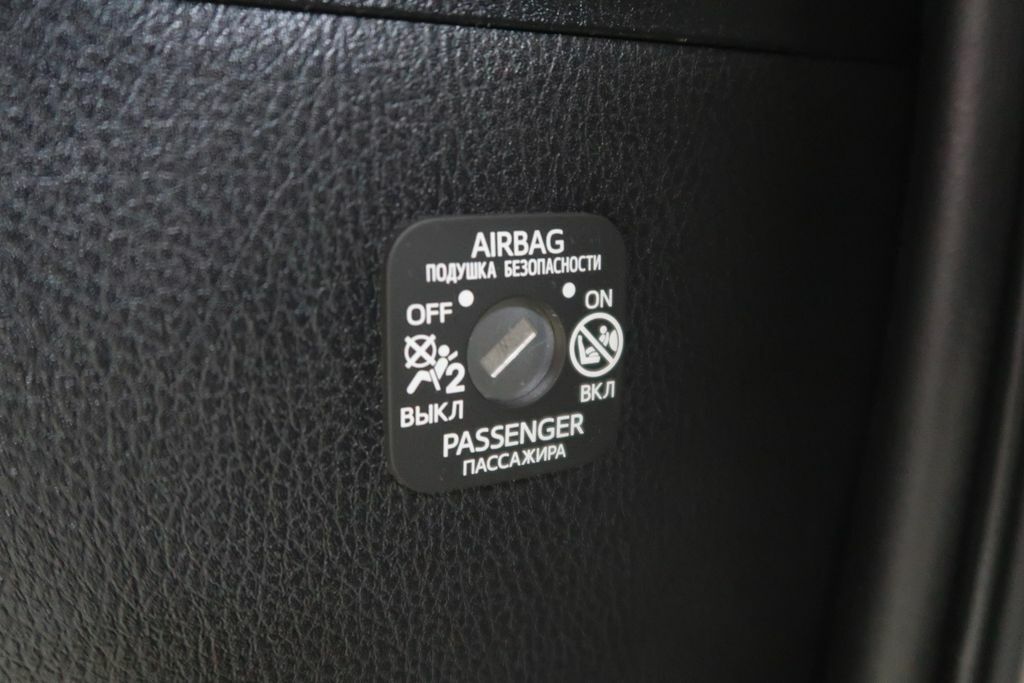 AIRBAG
ПОДУШКА БЕЗОПАСНОСТИ
OFF
ON
2
ВЫКЛ
ВКЛ
PASSENGER
ПАССАЖИРА